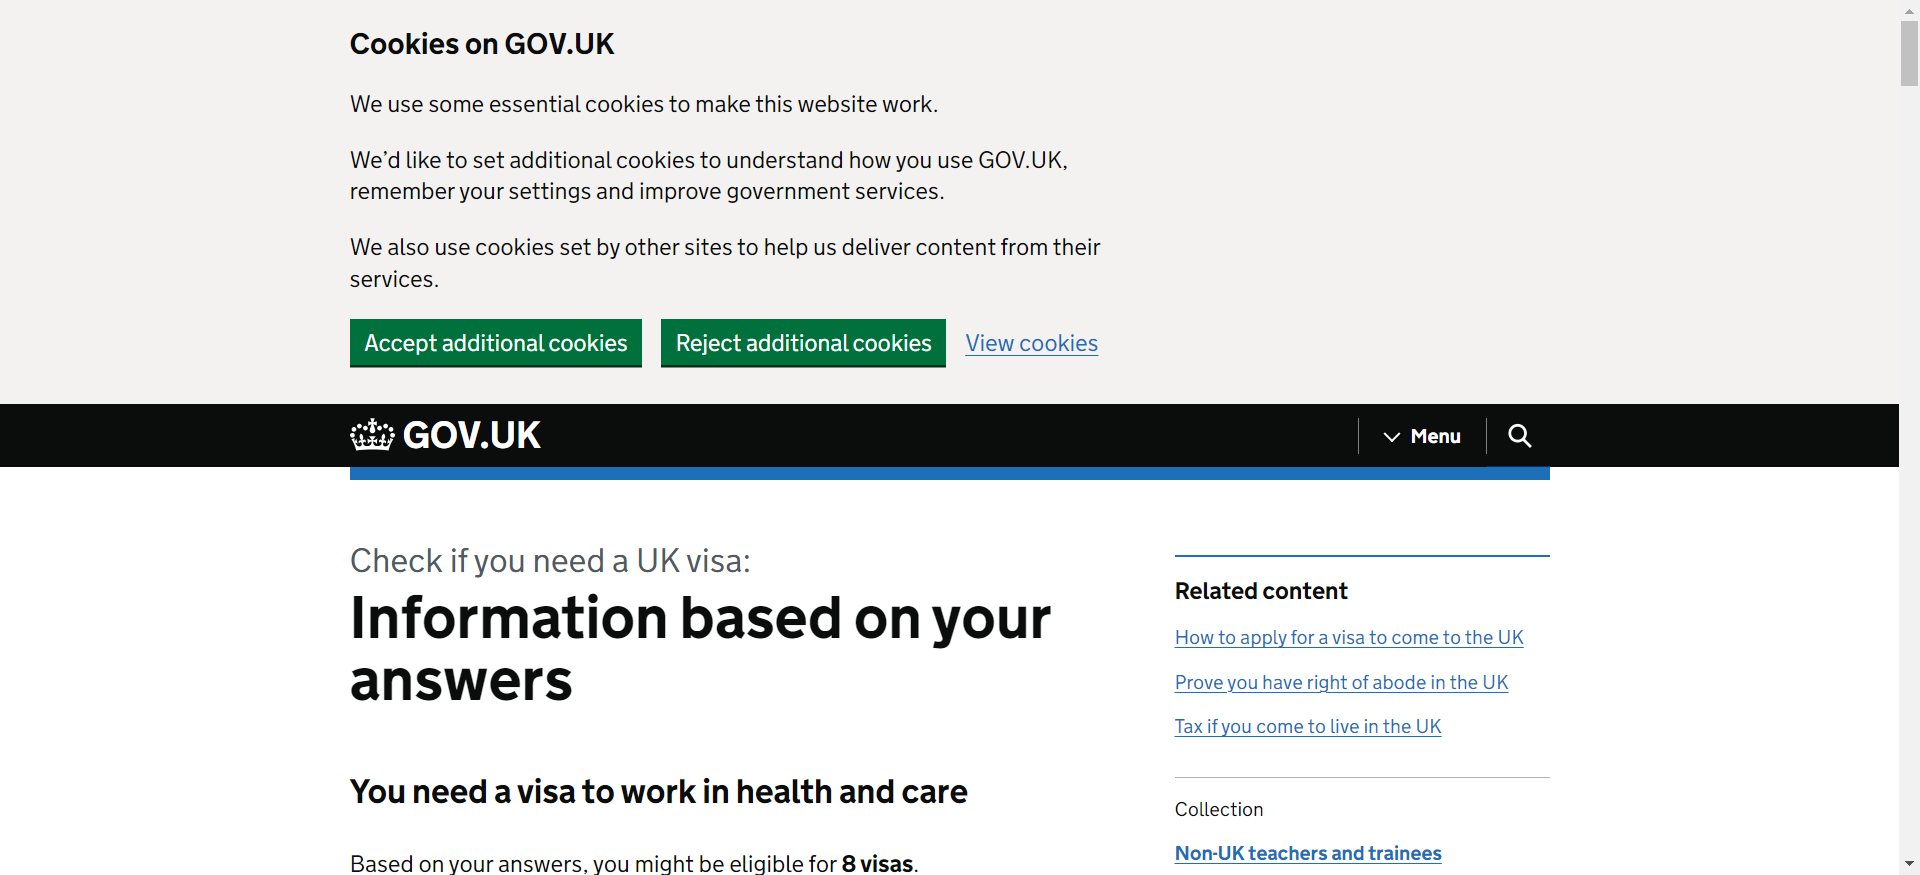 Cookies on GOV.UK
We use some essential cookies to make this website work.
We’d like to set additional cookies to understand how you use GOV.UK,
remember your settings and improve government services.
We also use cookies set by other sites to help us deliver content from their
services.
Accept additional cookies
Reject additional cookies
View cookies
GOV.UK
Menu
Check if you need a UK visa:
Information based on your
answers
You need a visa to work in health and care
Based on your answers, you might be eligible for 8 visas.
Related content
How to apply for a visa to come to the UK
Prove you have right of abode in the UK
Tax if you come to live in the UK
Collection
Non-UK teachers and trainees